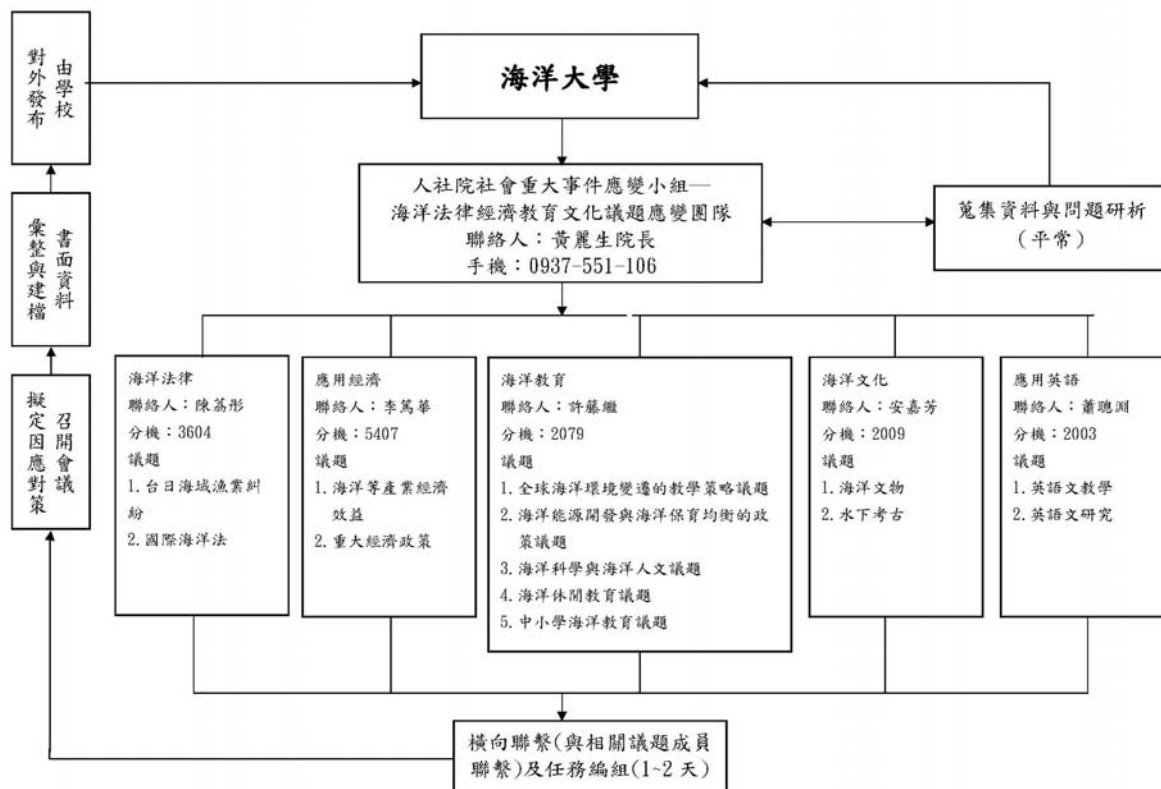 海洋大學
人社院社會重大事件應變小組—
海洋法律經濟教育文化議題應變團隊
聯絡人：黃麗生院長
手機：0937-551-106
蒐集資料與問題研析
（平常）
海洋法律
聯絡人：陳荔彤
分機：3604
議題
1.台日海域漁業糾
紛
2.國際海洋法
應用經濟
聯絡人：李篤華
分機：5407
議題
1.海洋等產業經濟
效益
2.重大經濟政策
海洋教育
聯絡人：許籐繼
分機：2079
議題
1.全球海洋環境變遷的教學策略議題
2.海洋能源開發與海洋保育均衡的政
策議題
3.海洋科學與海洋人文議題
4.海洋休閒教育議題
5.中小學海洋教育議題
海洋文化
聯絡人：安嘉芳
分機：2009
議題
1.海洋文物
2.水下考古
應用英語
聯絡人：蕭聰淵
分機：2003
議題
1.英語文教學
2.英語文研究
橫向聯繫(與相關議題成員
聯繫)及任務編組(1~2 天)
召開會議
擬定因應對策
書面資料
彙整與建檔
由學校
對外發布